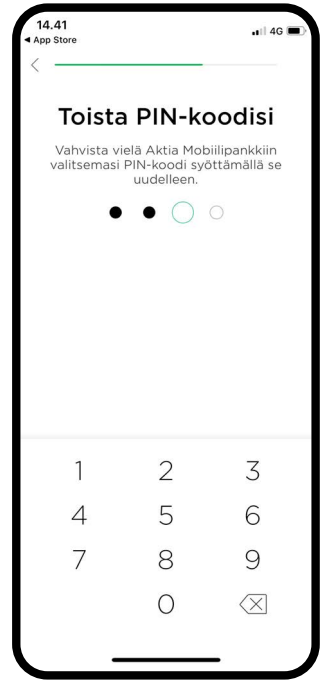 14.41
4G
◀ App Store
Toista PIN-koodisi
Vahvista vielä Aktia Mobiilipankkiin
valitsemasi PIN-koodi syöttämällä se
uudelleen.
1 2 3
4 5 6
7 8 9
0